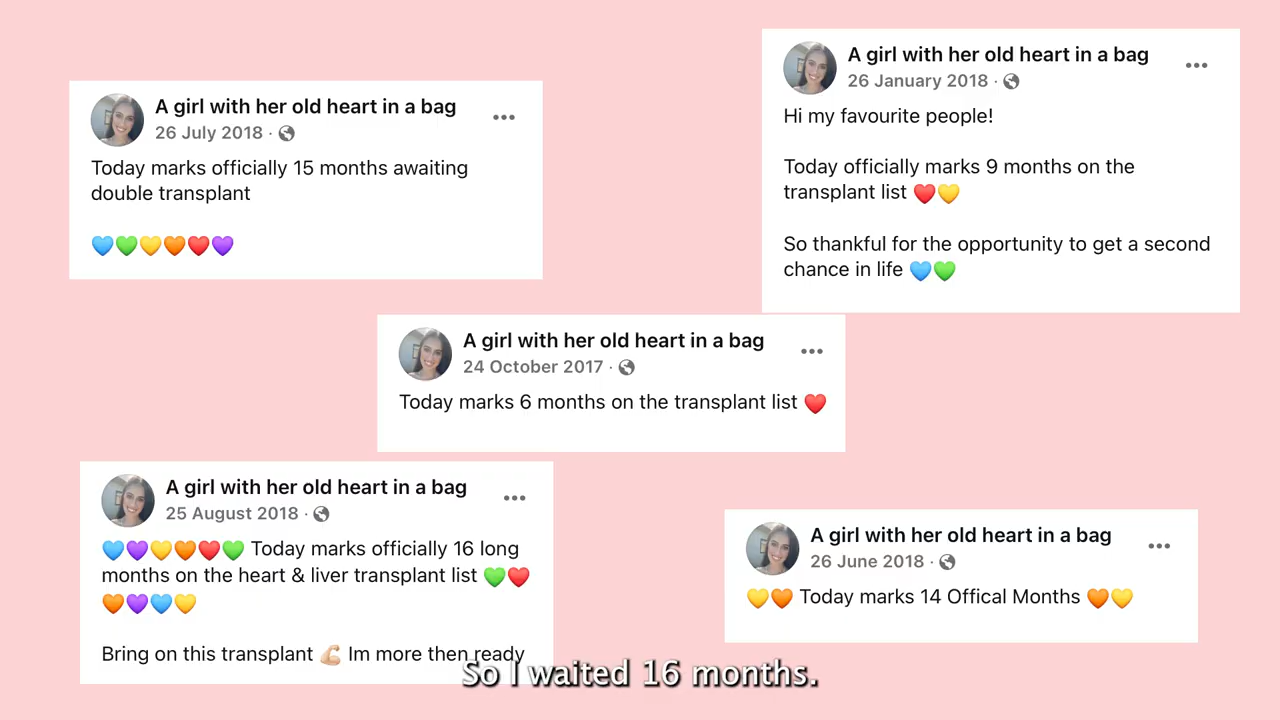 A girl with her old heart in a bag
26 July 2018 ·
Today marks officially 15 months awaiting
double transplant
💙💚💛🧡❤️💜
A girl with her old heart in a bag
26 January 2018 ·
Hi my favourite people!
Today officially marks 9 months on the
transplant list ❤️💛
So thankful for the opportunity to get a second
chance in life 💙💚
A girl with her old heart in a bag
24 October 2017 ·
Today marks 6 months on the transplant list ❤️
A girl with her old heart in a bag
25 August 2018 ·
💙💜💛🧡❤️💚 Today marks officially 16 long
months on the heart & liver transplant list 💚❤️
🧡💜💙💛
Bring on this transplant 💪🏼 Im more then ready
A girl with her old heart in a bag
26 June 2018 ·
💛🧡 Today marks 14 Offical Months 🧡💛
So I waited 16 months.